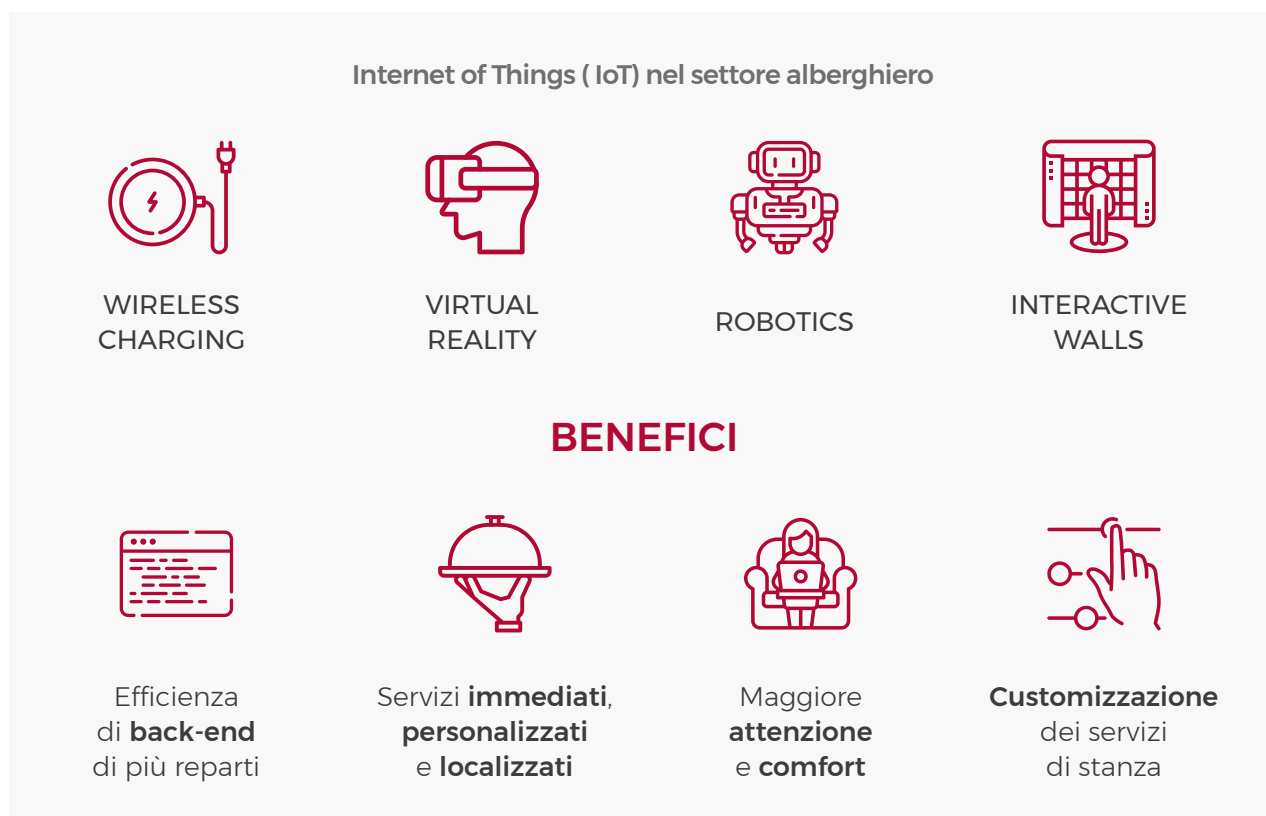 Internet of Things ( IoT) nel settore alberghiero
WIRELESS
CHARGING
VIRTUAL
REALITY
ROBOTICS
INTERACTIVE
WALLS
BENEFICI
Efficienza
di back-end
di più reparti
Servizi immediati,
personalizzati
e localizzati
Maggiore
attenzione
e comfort
Customizzazione
dei servizi
di stanza